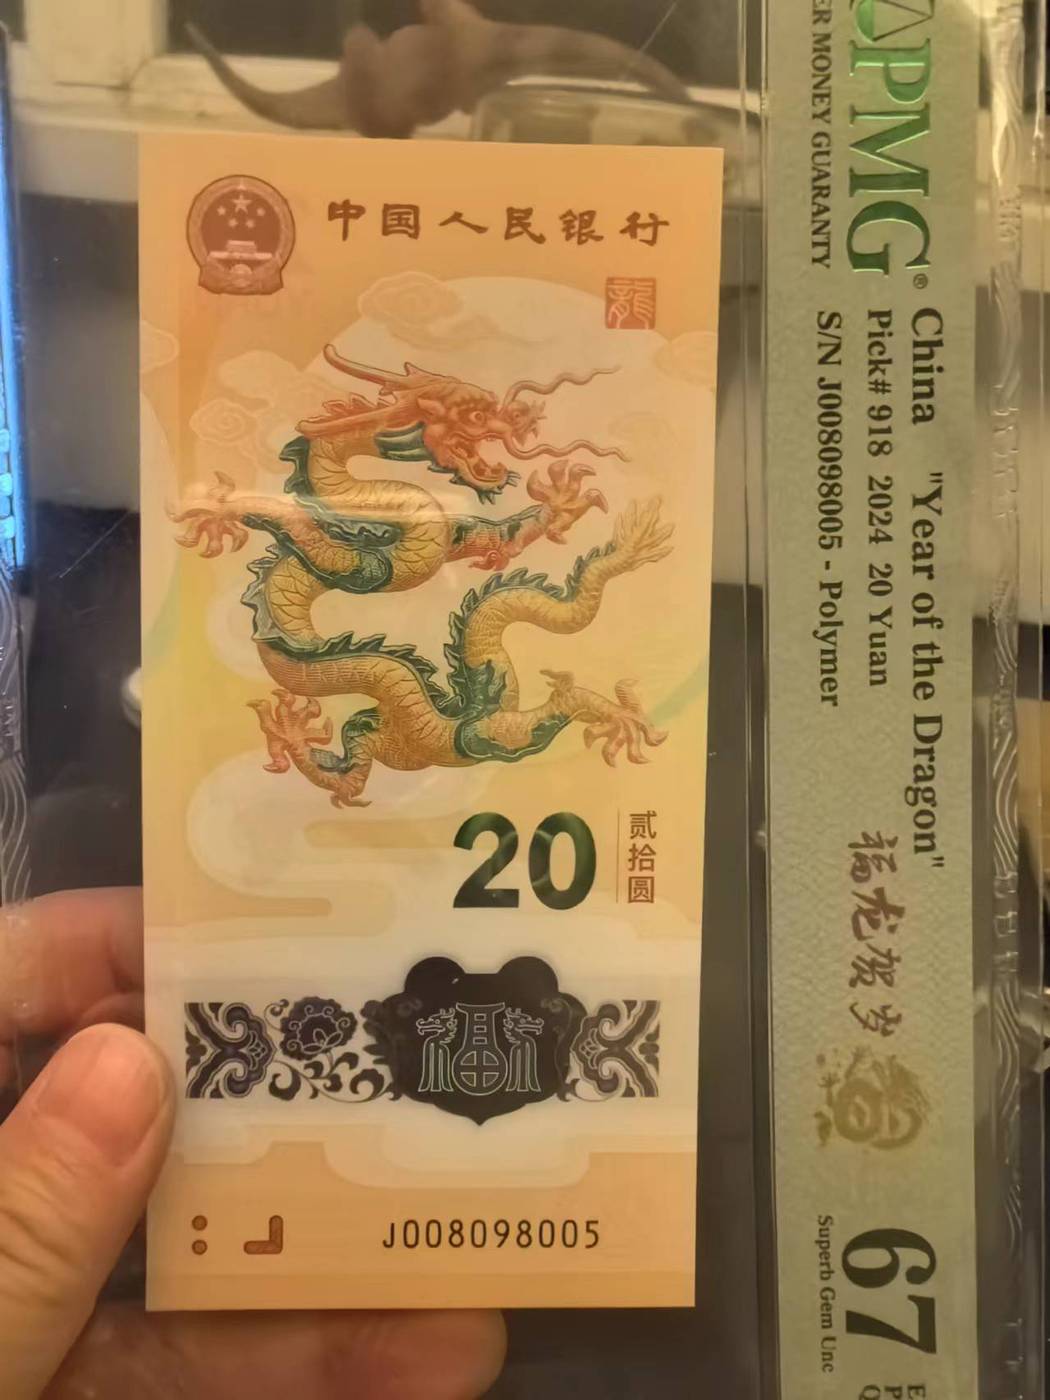 中国人民银行
龍
20
贰拾圆
福
J008098005
PMG®
ER MONEY GUARANTY
China "Year of the Dragon"
Pick# 918 2024 20 Yuan
S/N J008098005 - Polymer
福龙贺岁
67
Superb Gem Unc
E
P
Q